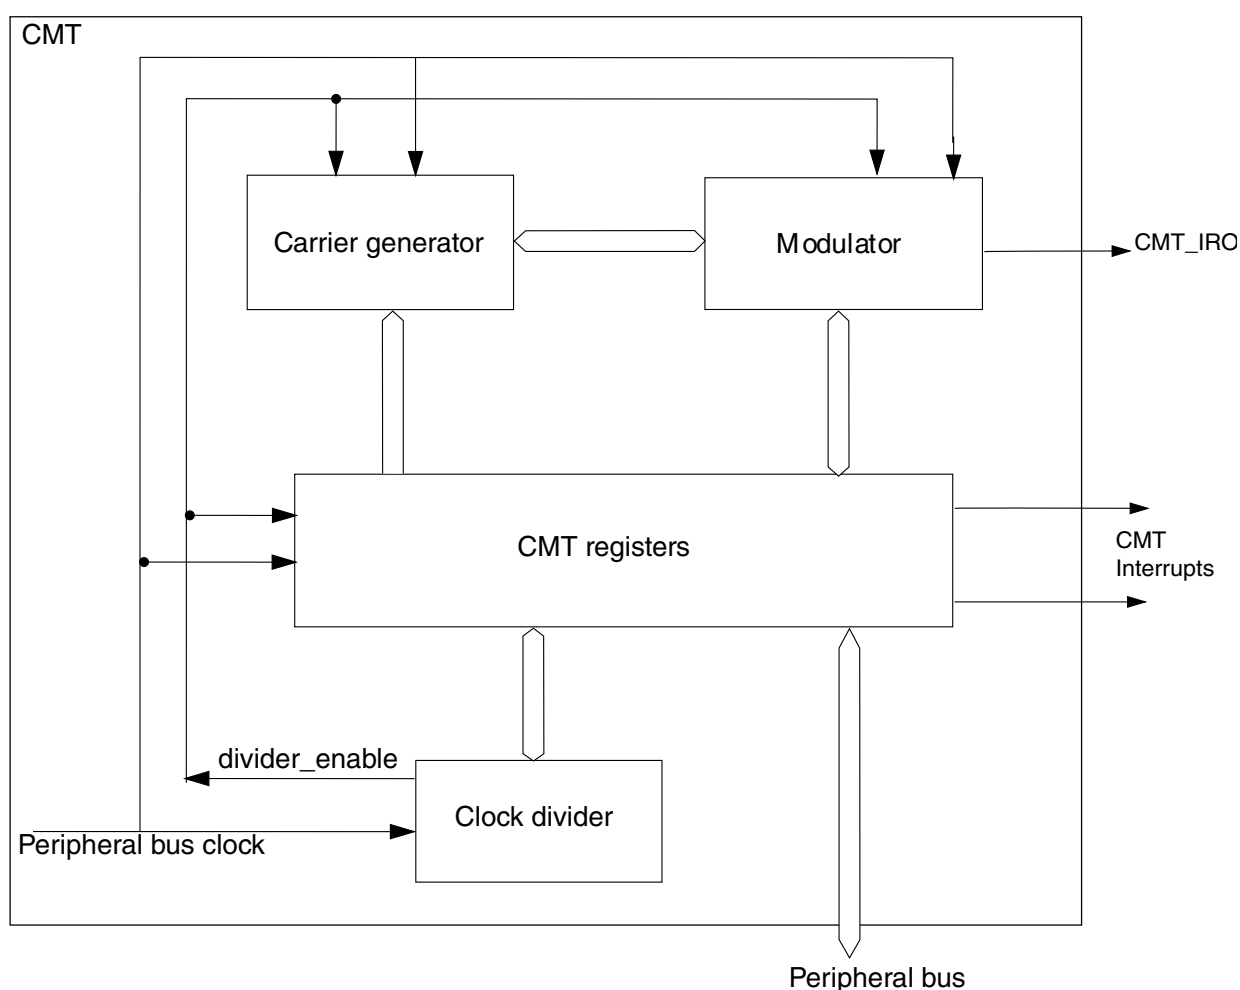 CMT
Carrier generator
Modulator
CMT_IRO
CMT registers
CMT
Interrupts
divider_enable
Clock divider
Peripheral bus clock
Peripheral bus